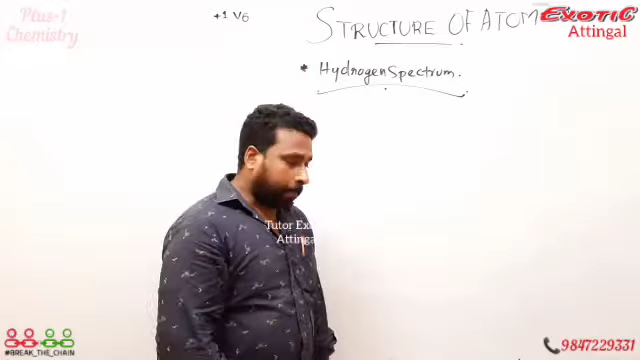 Plus-1
Chemistry
+1 V6
STRUCTURE OF ATOM
EXOTIC
Attingal
* Hydrogen Spectrum.
Tutor Ex
Attinga
#BREAK_THE_CHAIN
9847229331